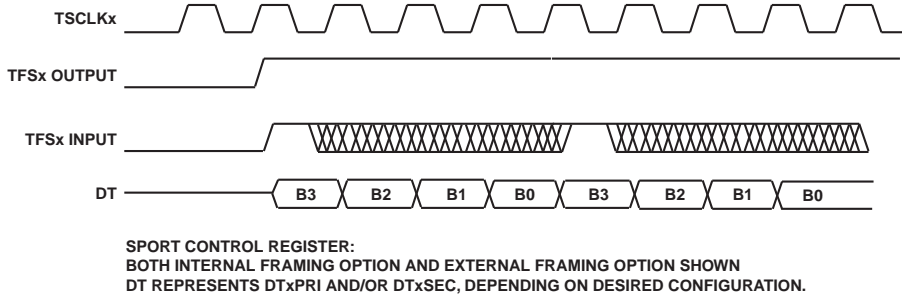 TSCLKx
TFSx OUTPUT
TFSx INPUT
DT B3 B2 B1 B0 B3 B2 B1 B0
SPORT CONTROL REGISTER:
BOTH INTERNAL FRAMING OPTION AND EXTERNAL FRAMING OPTION SHOWN
DT REPRESENTS DTxPRI AND/OR DTxSEC, DEPENDING ON DESIRED CONFIGURATION.